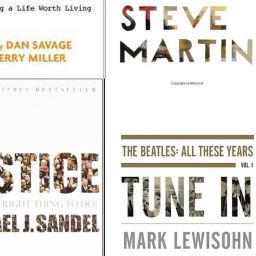 g a Life Worth Living
y DAN SAVAGE
ERRY MILLER
STEVE
MARTIN
TIMES BESTSELLER
STICE
RIGHT THING TO DO?
EL J. SANDEL
THE BEATLES: ALL THESE YEARS
VOL. 1
TUNE IN
MARK LEWISOHN